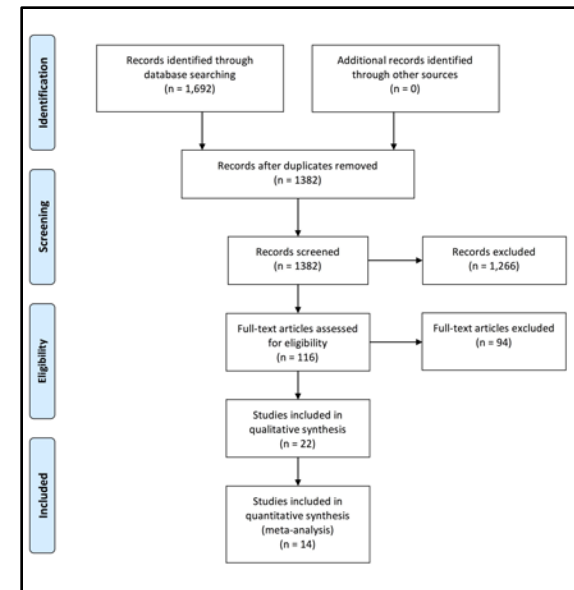 Identification
Records identified through
database searching
(n = 1,692)
Additional records identified
through other sources
(n = 0)
Records after duplicates removed
(n = 1382)
Screening
Records screened
(n = 1382)
Records excluded
(n = 1,266)
Eligibility
Full-text articles assessed
for eligibility
(n = 116)
Full-text articles excluded
(n = 94)
Studies included in
qualitative synthesis
(n = 22)
Included
Studies included in
quantitative synthesis
(meta-analysis)
(n = 14)